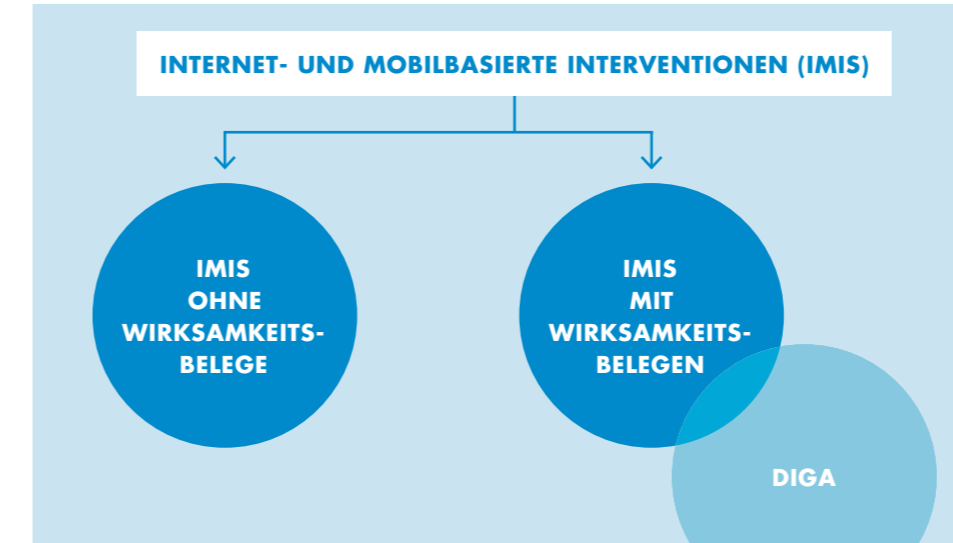 INTERNET- UND MOBILBASIERTE INTERVENTIONEN (IMIS)
IMIS
OHNE
WIRKSAMKEITS-
BELEGE
IMIS
MIT
WIRKSAMKEITS-
BELEGEN
DIGA